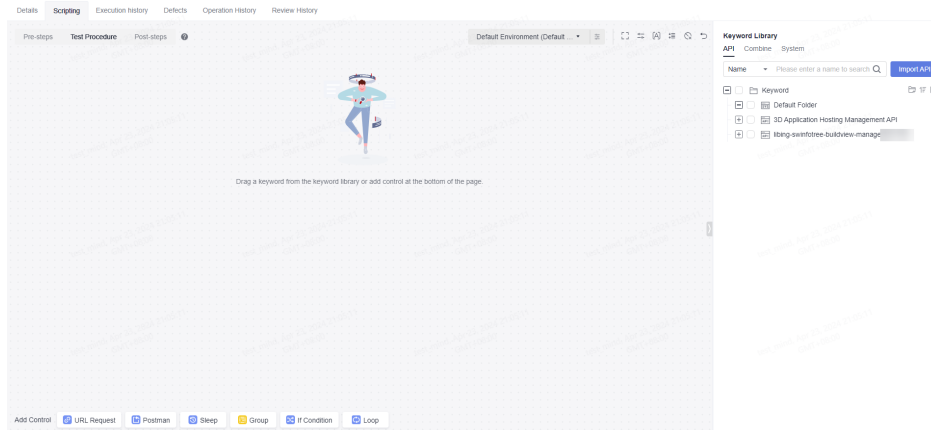 Details Scripting Execution history Defects Operation History Review History
Pre-steps Test Procedure Post-steps
Default Environment (Default ...
Drag a keyword from the keyword library or add control at the bottom of the page.
Add Control URL Request Postman Sleep Group If Condition Loop
Keyword Library
API Combine System
Name Please enter a name to search Import API
Keyword
Default Folder
3D Application Hosting Management API
libing-swinfotree-buildview-manage